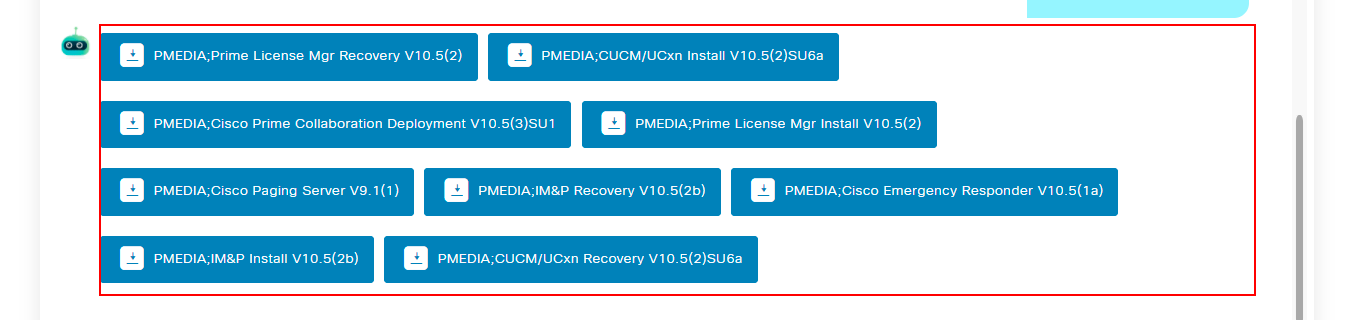 PMEDIA;Prime License Mgr Recovery V10.5(2) PMEDIA;CUCM/UCxn Install V10.5(2)SU6a
PMEDIA;Cisco Prime Collaboration Deployment V10.5(3)SU1 PMEDIA;Prime License Mgr Install V10.5(2)
PMEDIA;Cisco Paging Server V9.1(1) PMEDIA;IM&P Recovery V10.5(2b) PMEDIA;Cisco Emergency Responder V10.5(1a)
PMEDIA;IM&P Install V10.5(2b) PMEDIA;CUCM/UCxn Recovery V10.5(2)SU6a